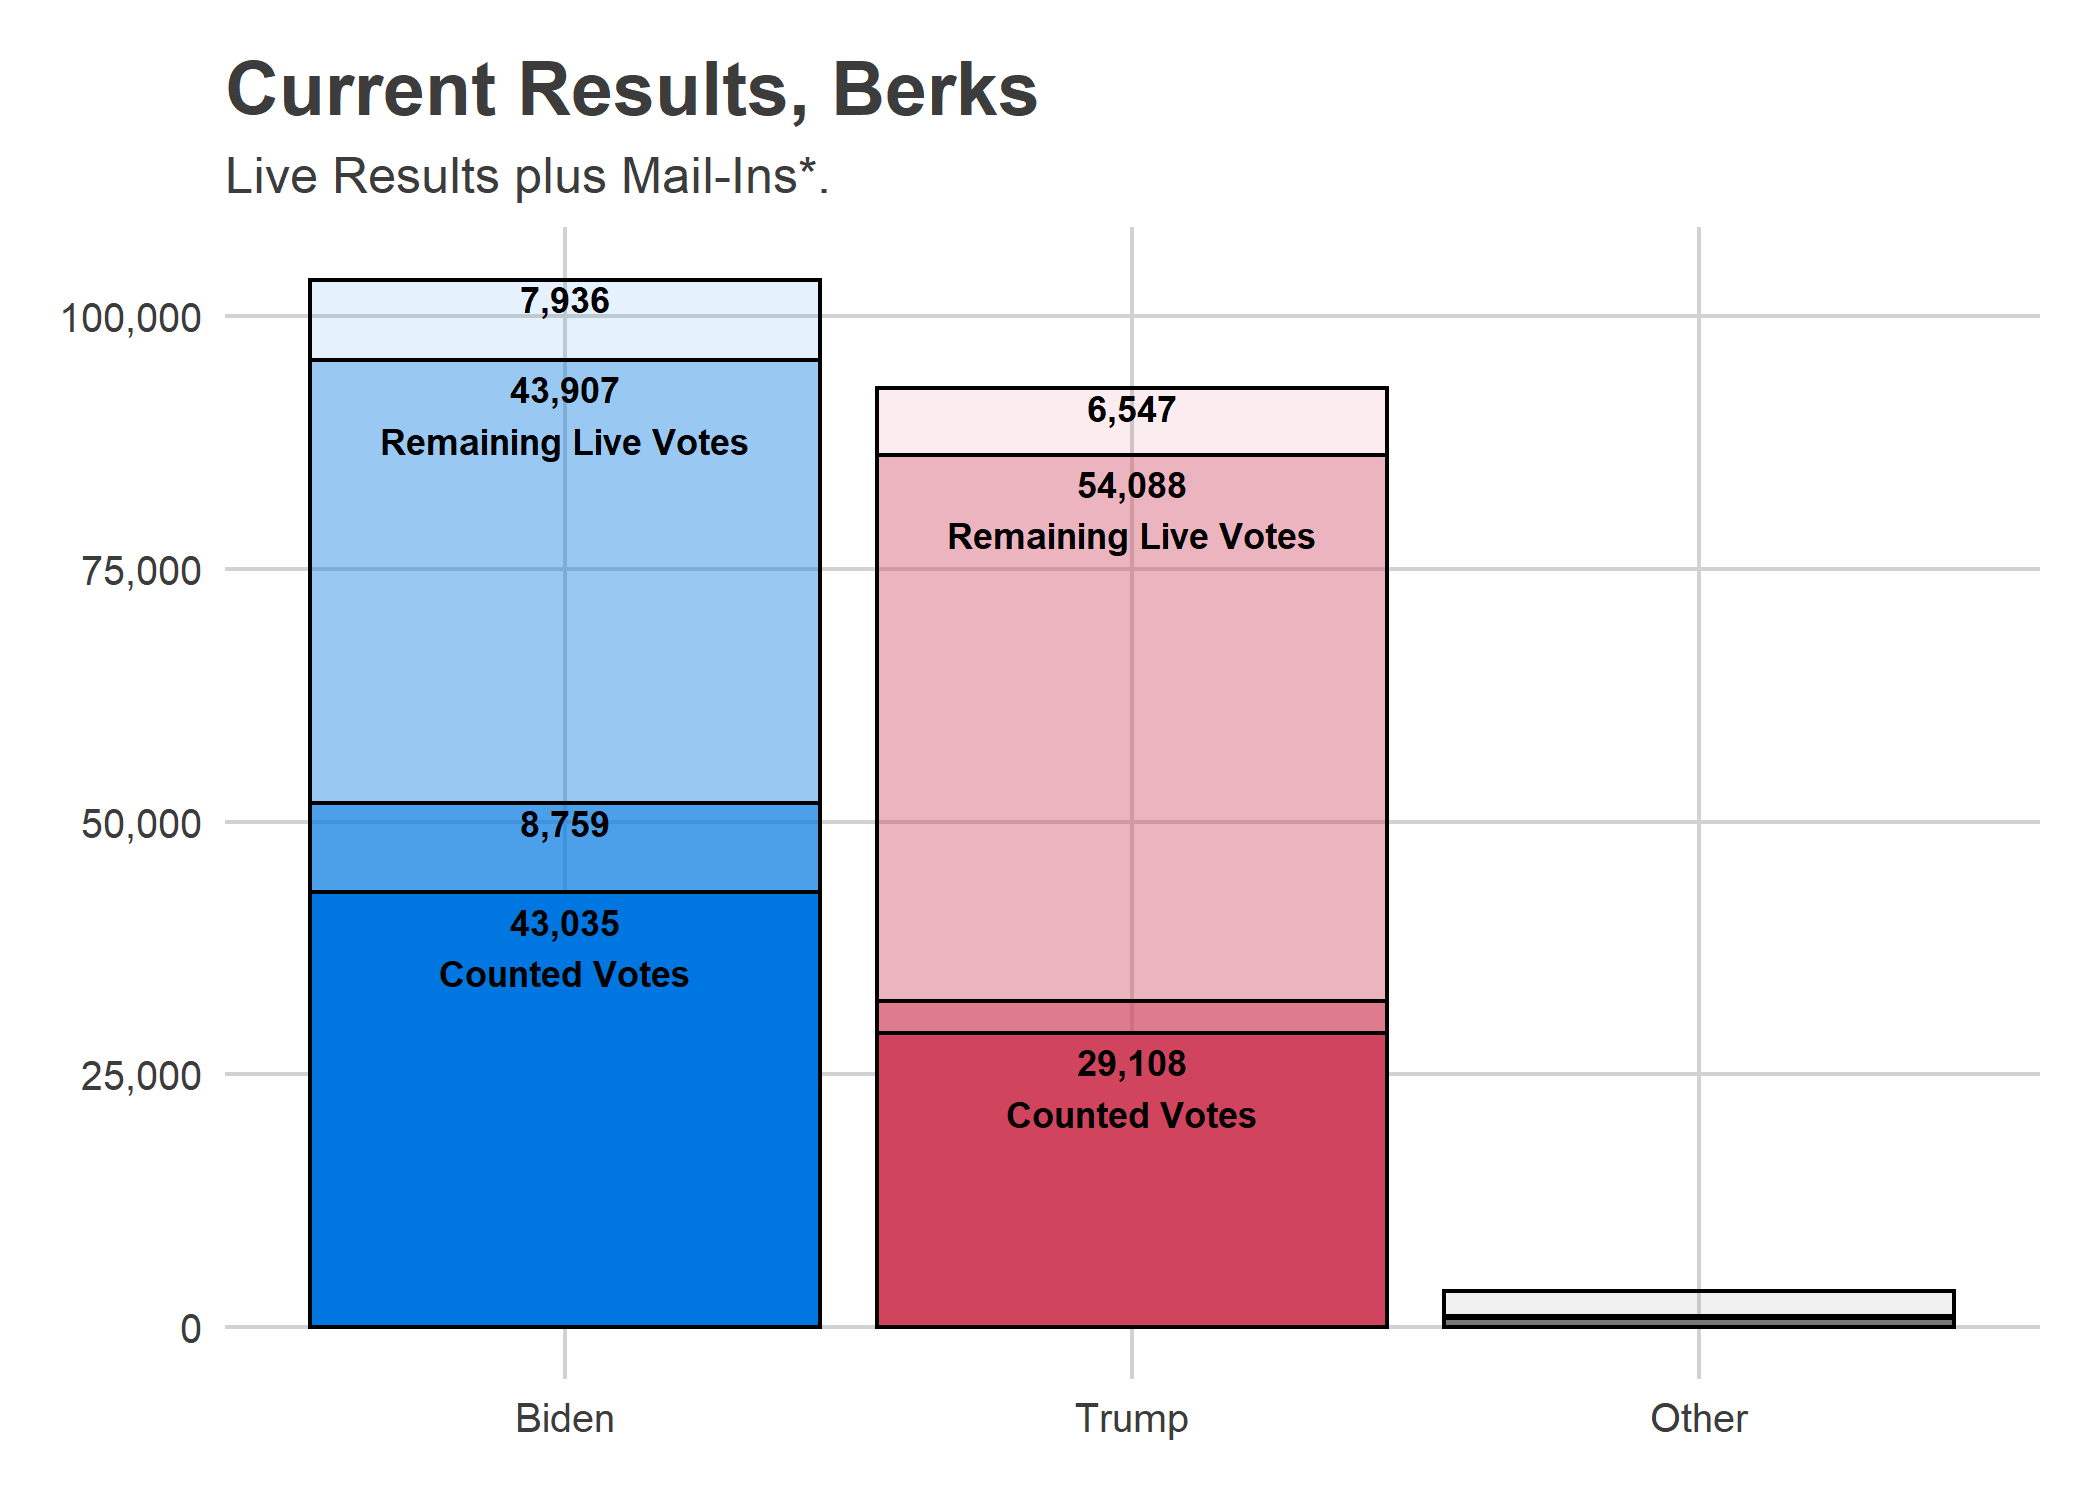 Current Results, Berks
Live Results plus Mail-Ins*.
100,000
75,000
50,000
25,000
0
7,936
43,907
Remaining Live Votes
8,759
43,035
Counted Votes
6,547
54,088
Remaining Live Votes
29,108
Counted Votes
Biden
Trump
Other